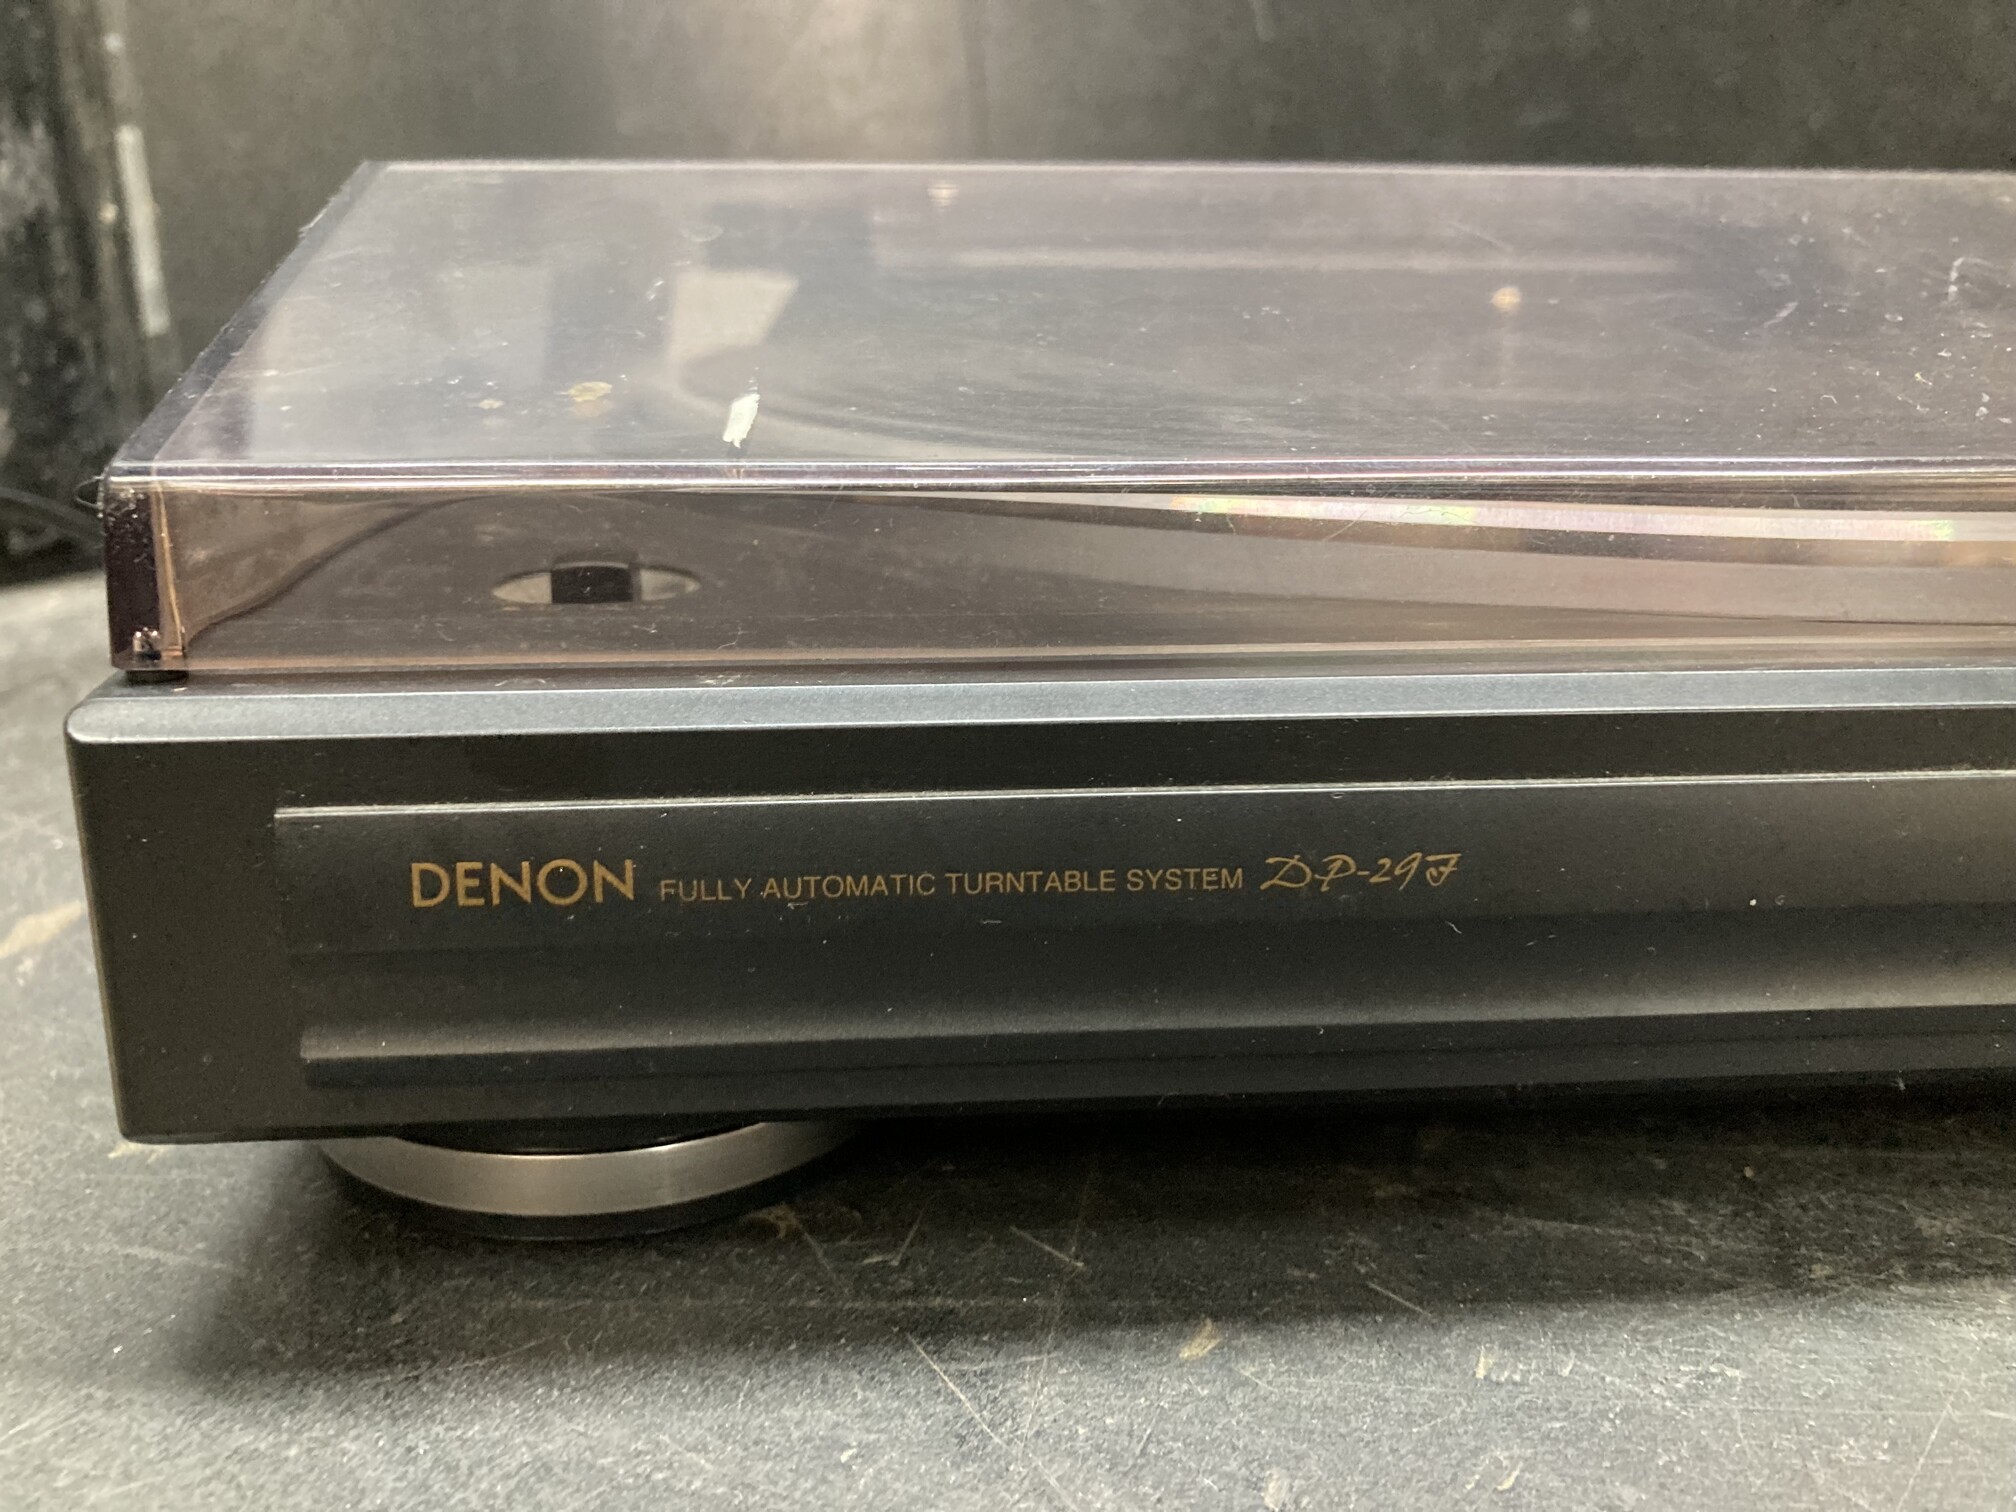 DENON FULLY AUTOMATIC TURNTABLE SYSTEM DP-29F